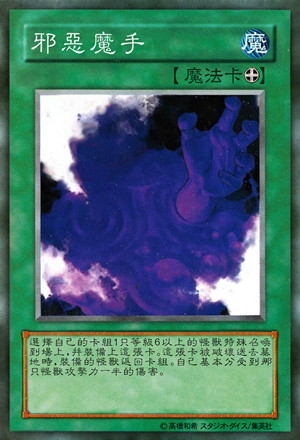 邪惡魔手
魔
【魔法卡】
選擇自己的卡組1只等級6以上的怪獸特殊召喚
到場上,并裝備上這張卡。這張卡被破壞送去墓
地時,裝備的怪獸返回卡組。自己基本分受到那
只怪獸攻擊力一半的傷害。
©高橋和希 スタジオ・ダイス/集英社